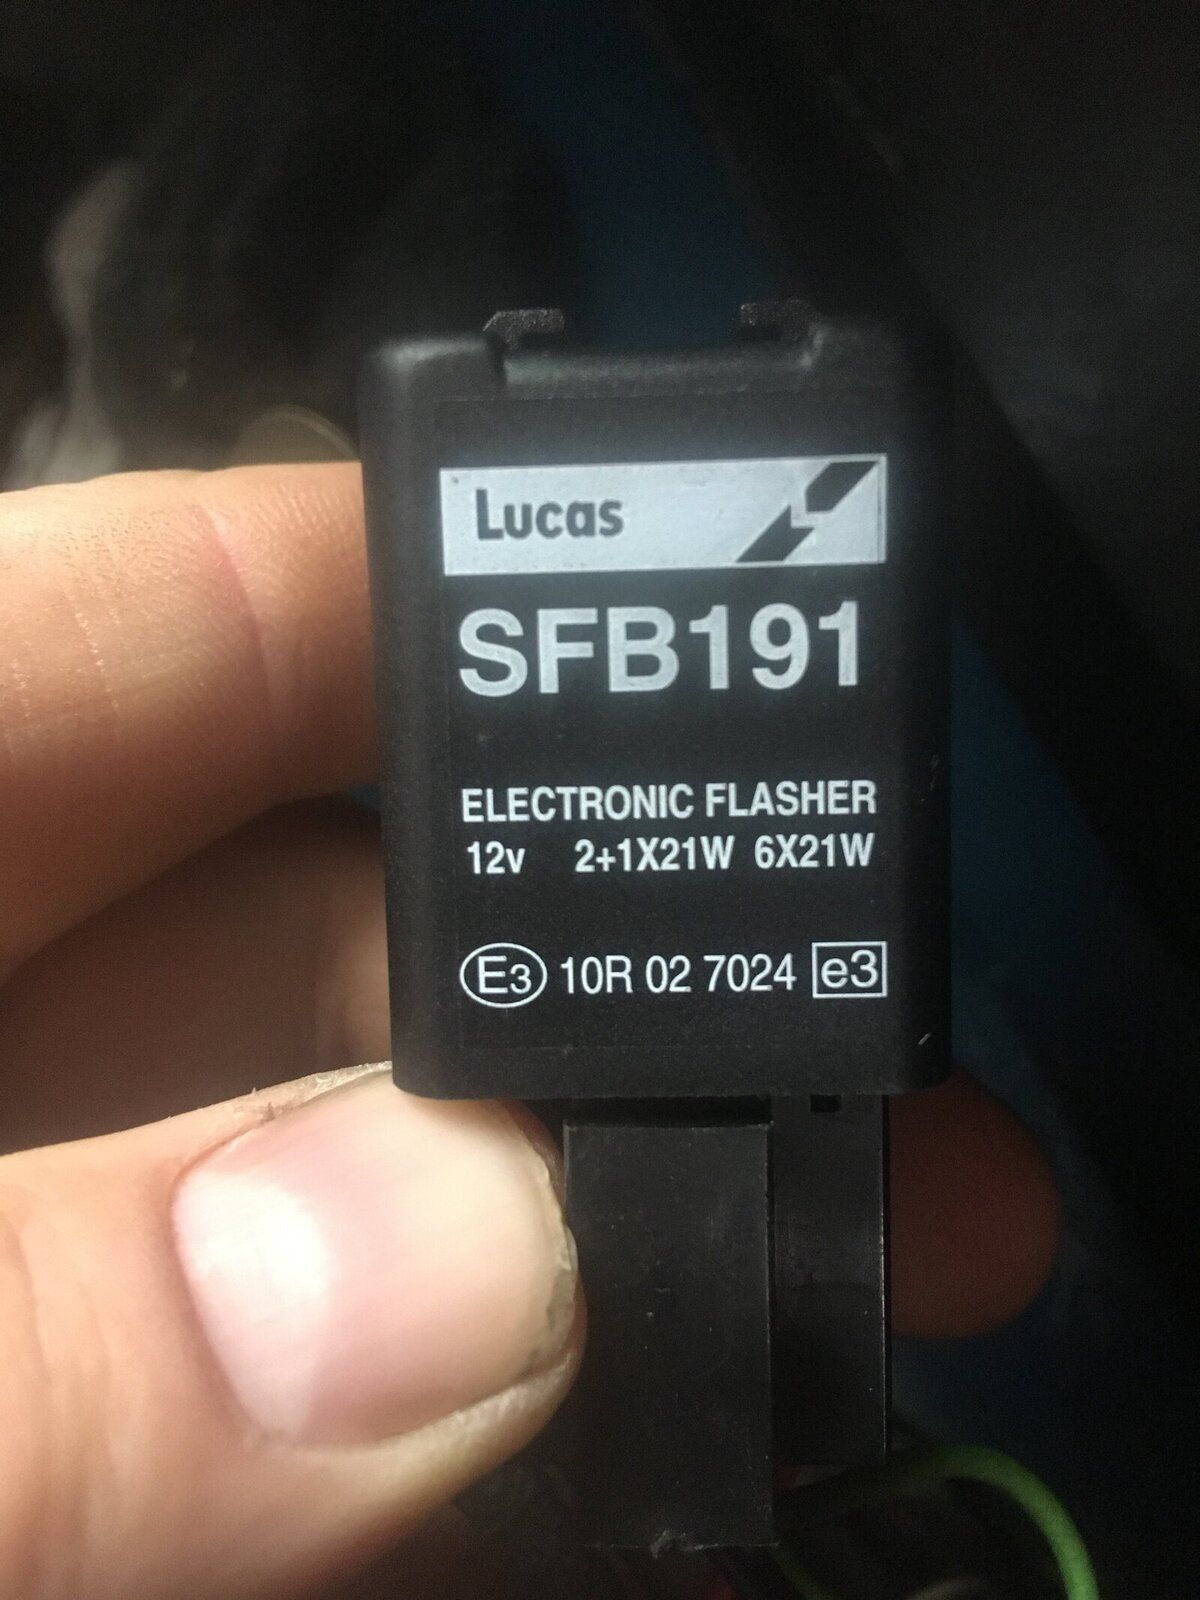 Lucas
SFB191
ELECTRONIC FLASHER
12v 2+1X21W 6X21W
E3 10R 02 7024 e3